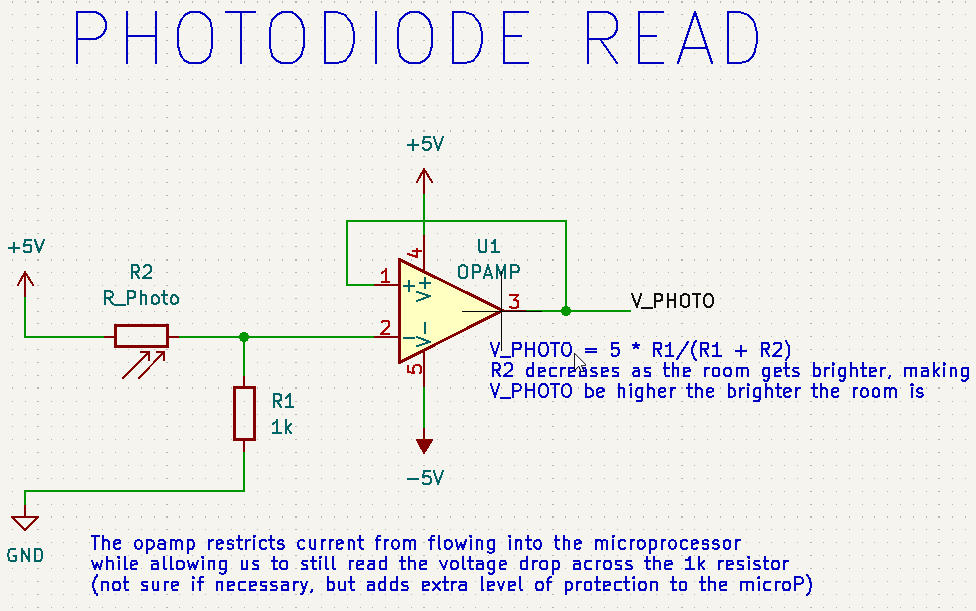 PHOTODIODE READ
+5V
+5V
R2
R_Photo
U1
OPAMP
4
1
+
V+
3
V_PHOTO
2
-
V-
5
V_PHOTO = 5 * R1/(R1 + R2)
R2 decreases as the room gets brighter, making
V_PHOTO be higher the brighter the room is
R1
1k
-5V
GND
The opamp restricts current from flowing into the microprocessor
while allowing us to still read the voltage drop across the 1k resistor
(not sure if necessary, but adds extra level of protection to the microP)